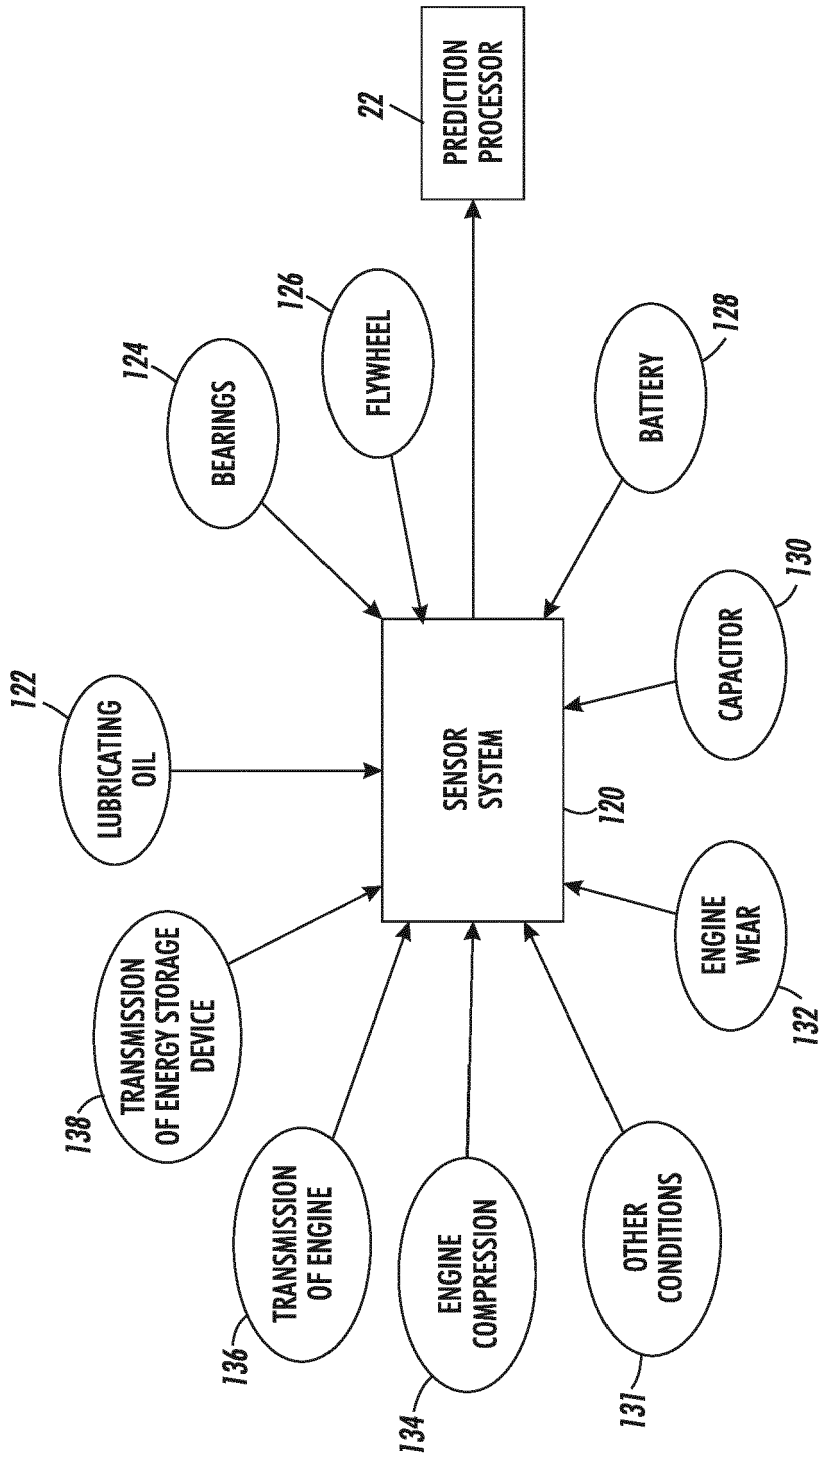 122
LUBRICATING
OIL
124
BEARINGS
126
FLYWHEEL
22
PREDICTION
PROCESSOR
138
TRANSMISSION
OF ENERGY STORAGE
DEVICE
136
TRANSMISSION
OF ENGINE
134
ENGINE
COMPRESSION
131
OTHER
CONDITIONS
SENSOR
SYSTEM
120
132
ENGINE
WEAR
CAPACITOR
130
BATTERY
128